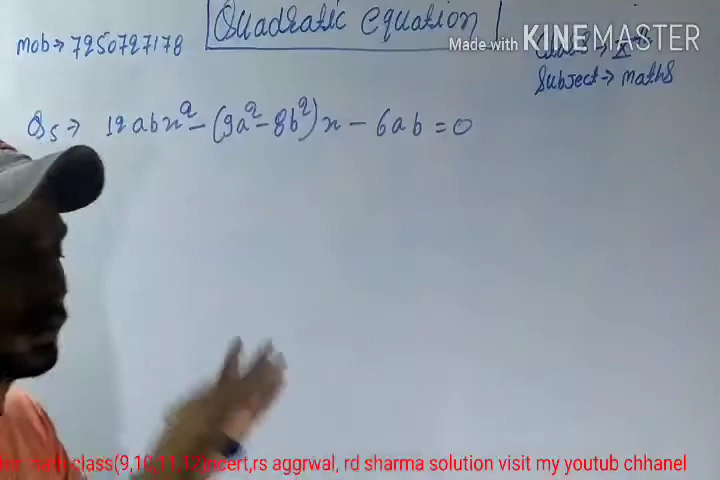 Quadratic equation
Made with KINEMASTER
mob→ 7250727178
Subject→ maths
Q5→ 12abx² - (9a² - 8b²)x - 6ab = 0
class(9,10,11,12)ncert,rs aggrwal, rd sharma solution visit my youtub chhanel